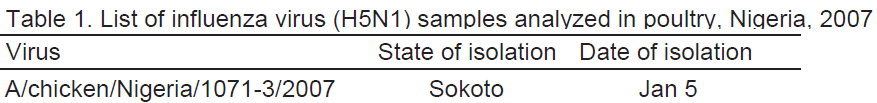 Table 1. List of influenza virus (H5N1) samples analyzed in poultry, Nigeria, 2007
Virus State of isolation Date of isolation
A/chicken/Nigeria/1071-3/2007 Sokoto Jan 5